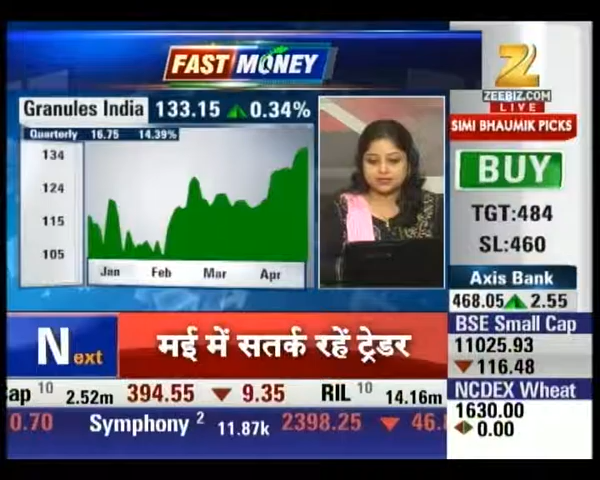 FAST MONEY
Z
ZEEBIZ.COM
LIVE
Granules India 133.15 0.34%
Quarterly 16.75 14.39%
134
124
115
105
Jan Feb Mar Apr
SIMI BHAUMIK PICKS
BUY
TGT:484
SL:460
Axis Bank
468.05 2.55
BSE Small Cap
11025.93
116.48
NCDEX Wheat
1630.00
0.00
Next
मई में सतर्क रहें ट्रेडर
ap 10 2.52m 394.55 9.35 RIL 10 14.16m
0.70 Symphony 2 11.87k 2398.25 46.